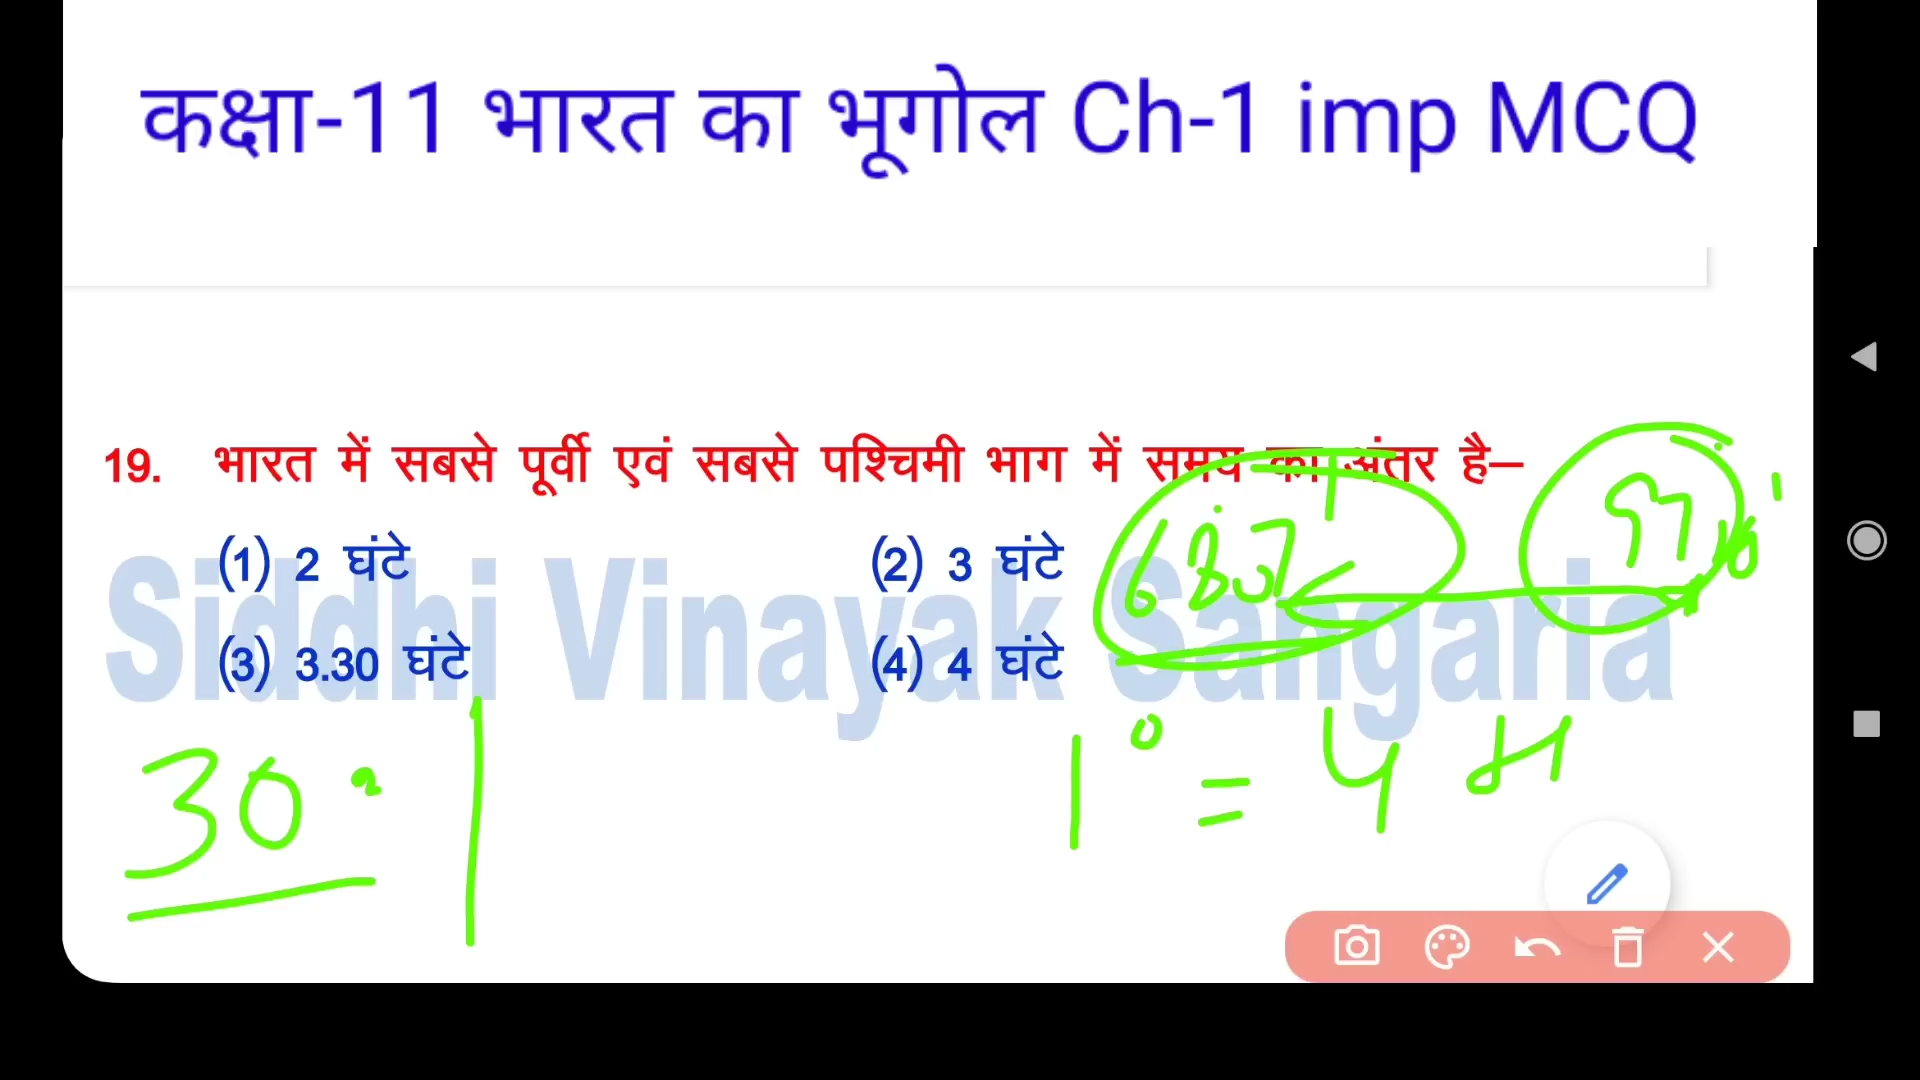 कक्षा-11 भारत का भूगोल Ch-1 imp MCQ
19. भारत में सबसे पूर्वी एवं सबसे पश्चिमी भाग में समय का अंतर है–
(1) 2 घंटे (2) 3 घंटे
(3) 3.30 घंटे (4) 4 घंटे
Siddhi Vinayak Sangaria
30°
1° = 4